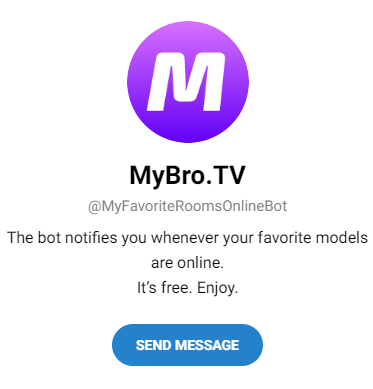 M
MyBro.TV
@MyFavoriteRoomsOnlineBot
The bot notifies you whenever your favorite models
are online.
It's free. Enjoy.
SEND MESSAGE